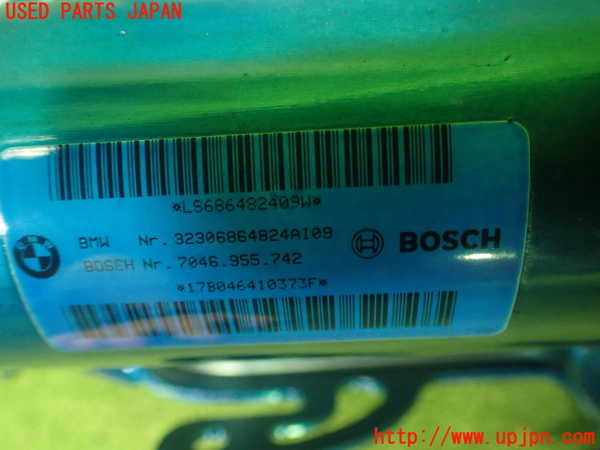 USED PARTS JAPAN
*LS686482409W*
BMW Nr. 32306864824A109
BOSCH Nr. 7046.955.742
BOSCH
*17B046410373F*
http://www.upjpn.com/